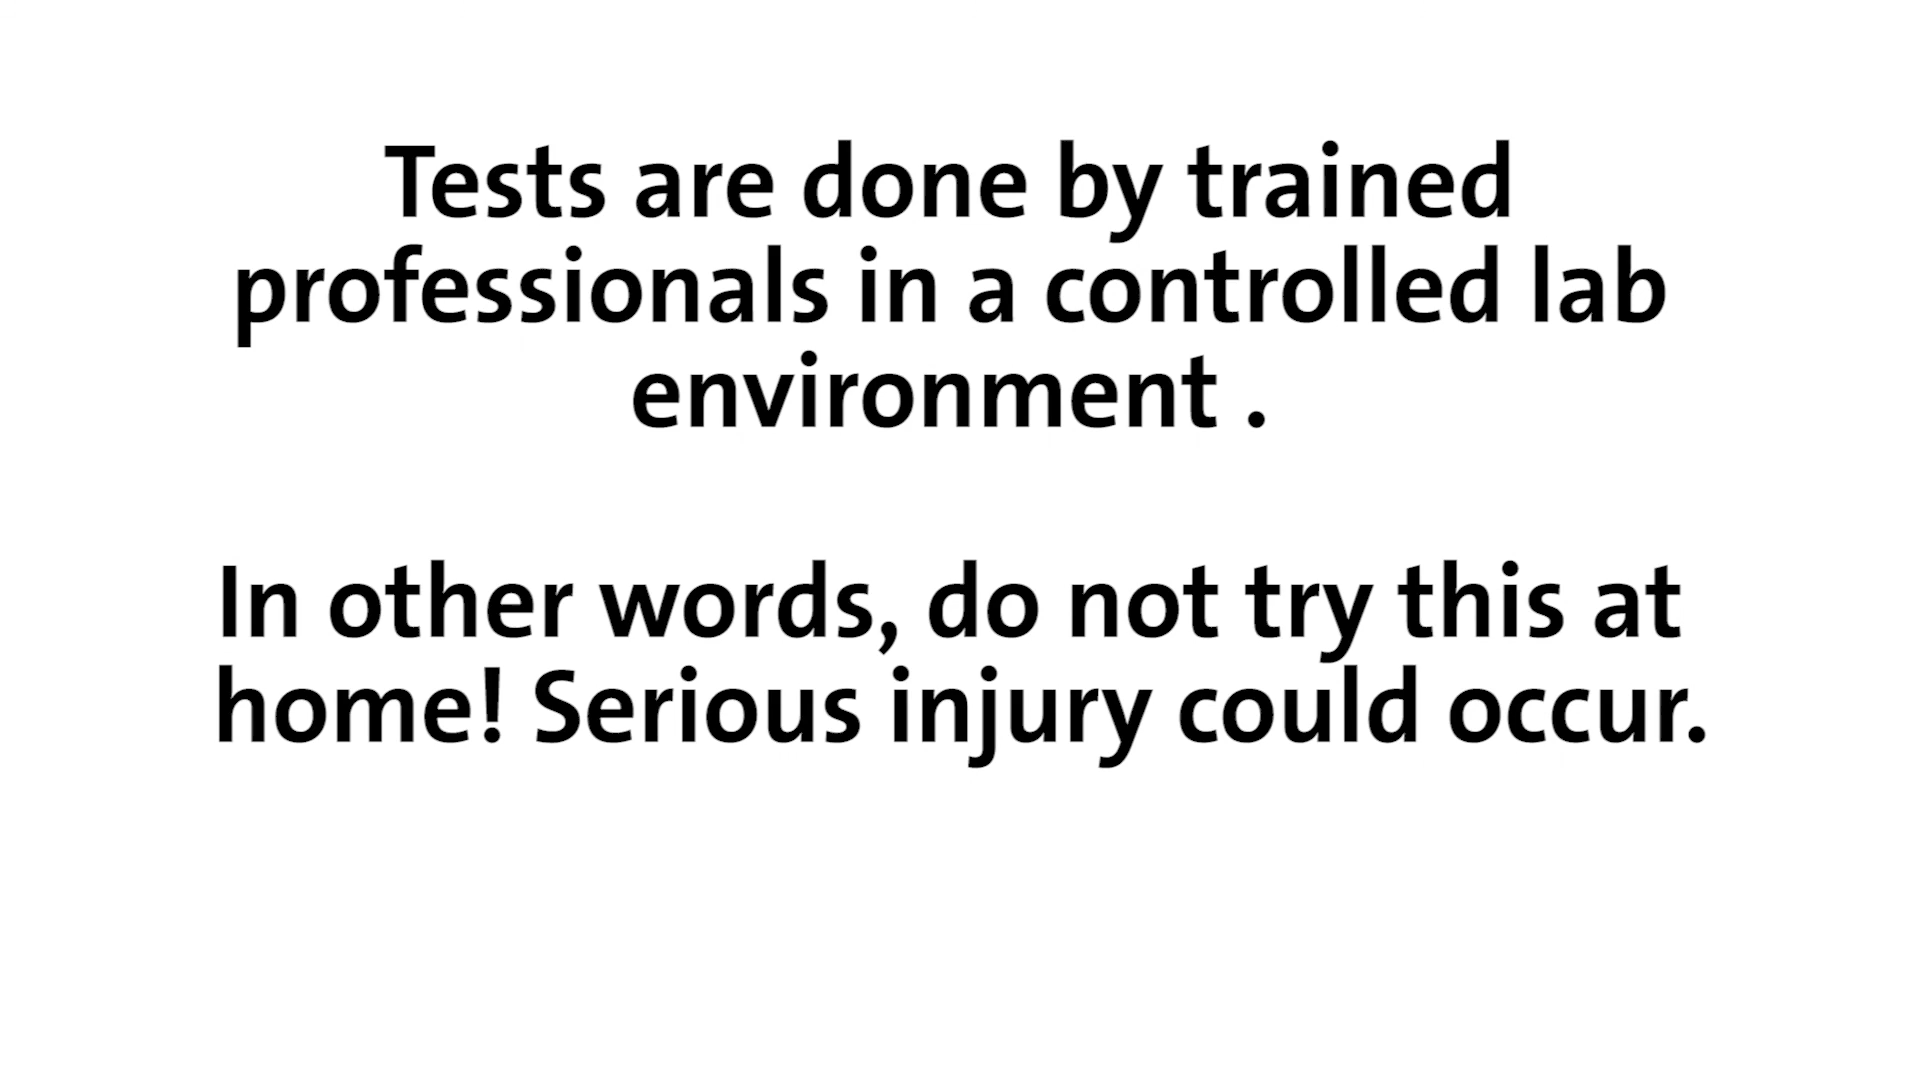 Tests are done by trained
professionals in a controlled lab
environment .
In other words, do not try this at
home! Serious injury could occur.